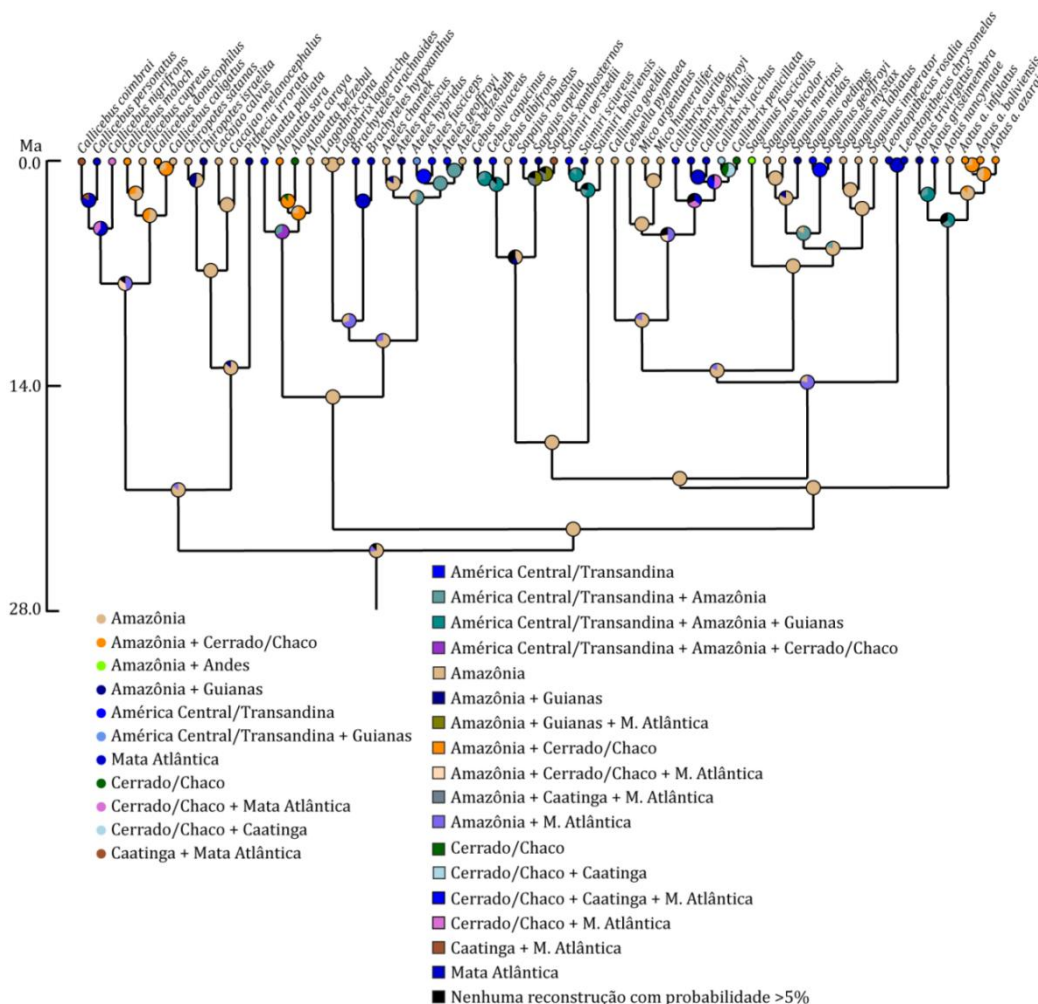 Callicebus coimbrai
Callicebus personatus
Callicebus nigrifrons
Callicebus moloch
Callicebus donacophilus
Callicebus cupreus
Callicebus caligatus
Chiropotes satanas
Chiropotes israelita
Cacajao calvus
Cacajao melanocephalus
Pithecia irrorata
Alouatta palliata
Alouatta sara
Alouatta caraya
Alouatta belzebul
Lagothrix cana
Lagothrix lagotricha
Brachyteles arachnoides
Brachyteles hypoxanthus
Ateles chamek
Ateles paniscus
Ateles hybridus
Ateles fusciceps
Ateles geoffroyi
Ateles belzebuth
Cebus olivaceus
Cebus capucinus
Cebus albifrons
Sapajus robustus
Sapajus apella
Sapajus xanthosternos
Saimiri oerstedii
Saimiri sciureus
Saimiri boliviensis
Callimico goeldii
Cebuella pygmaea
Mico argentatus
Mico humeralifer
Callithrix aurita
Callithrix geoffroyi
Callithrix kuhlii
Callithrix jacchus
Callithrix penicillata
Saguinus fuscicollis
Saguinus bicolor
Saguinus martinsi
Saguinus midas
Saguinus oedipus
Saguinus geoffroyi
Saguinus mystax
Saguinus labiatus
Saguinus imperator
Leontopithecus rosalia
Leontopithecus chrysomelas
Aotus trivirgatus
Aotus lemurinus
Aotus nancymaae
Aotus a. infulatus
Aotus a. boliviensis
Aotus a. azarai
Ma
0.0
14.0
28.0
Amazônia
Amazônia + Cerrado/Chaco
Amazônia + Andes
Amazônia + Guianas
América Central/Transandina
América Central/Transandina + Guianas
Mata Atlântica
Cerrado/Chaco
Cerrado/Chaco + Mata Atlântica
Cerrado/Chaco + Caatinga
Caatinga + Mata Atlântica
América Central/Transandina
América Central/Transandina + Amazônia
América Central/Transandina + Amazônia + Guianas
América Central/Transandina + Amazônia + Cerrado/Chaco
Amazônia
Amazônia + Guianas
Amazônia + Guianas + M. Atlântica
Amazônia + Cerrado/Chaco
Amazônia + Cerrado/Chaco + M. Atlântica
Amazônia + Caatinga + M. Atlântica
Amazônia + M. Atlântica
Cerrado/Chaco
Cerrado/Chaco + Caatinga
Cerrado/Chaco + Caatinga + M. Atlântica
Cerrado/Chaco + M. Atlântica
Caatinga + M. Atlântica
Mata Atlântica
Nenhuma reconstrução com probabilidade >5%